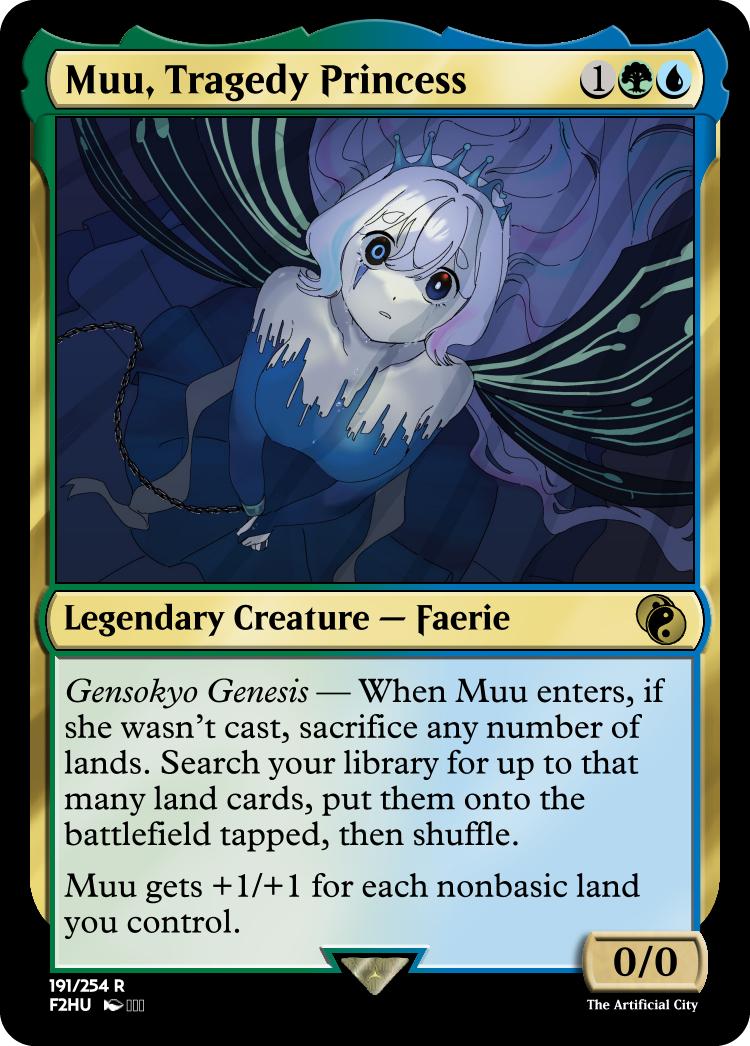 Muu, Tragedy Princess 1
Legendary Creature — Faerie
Gensokyo Genesis — When Muu enters, if
she wasn't cast, sacrifice any number of
lands. Search your library for up to that
many land cards, put them onto the
battlefield tapped, then shuffle.
Muu gets +1/+1 for each nonbasic land
you control.
0/0
191/254 R
F2HU
The Artificial City